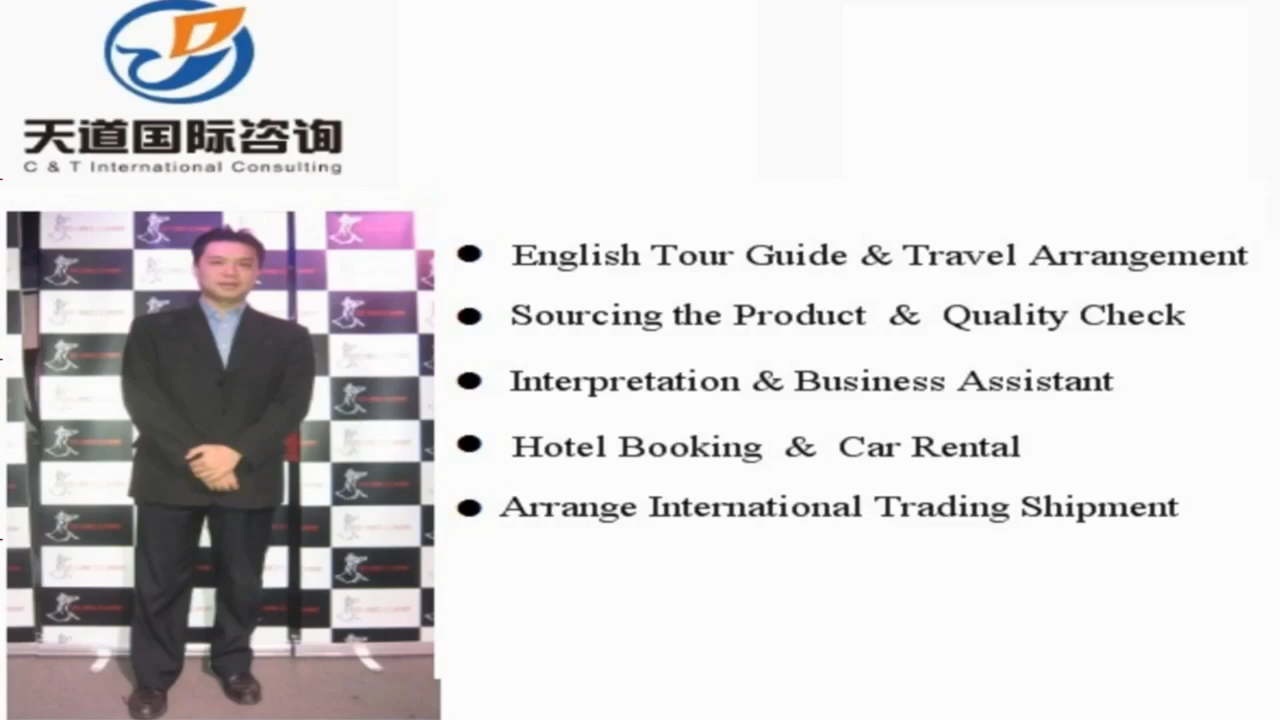 天道国际咨询
C & T International Consulting
English Tour Guide & Travel Arrangement
Sourcing the Product & Quality Check
Interpretation & Business Assistant
Hotel Booking & Car Rental
Arrange International Trading Shipment